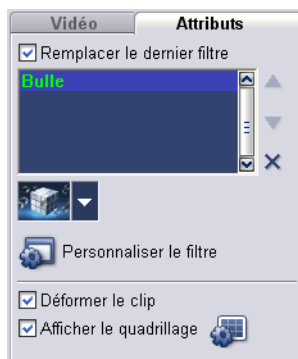 Vidéo Attributs
Remplacer le dernier filtre
Bulle
Personnaliser le filtre
Déformer le clip
Afficher le quadrillage